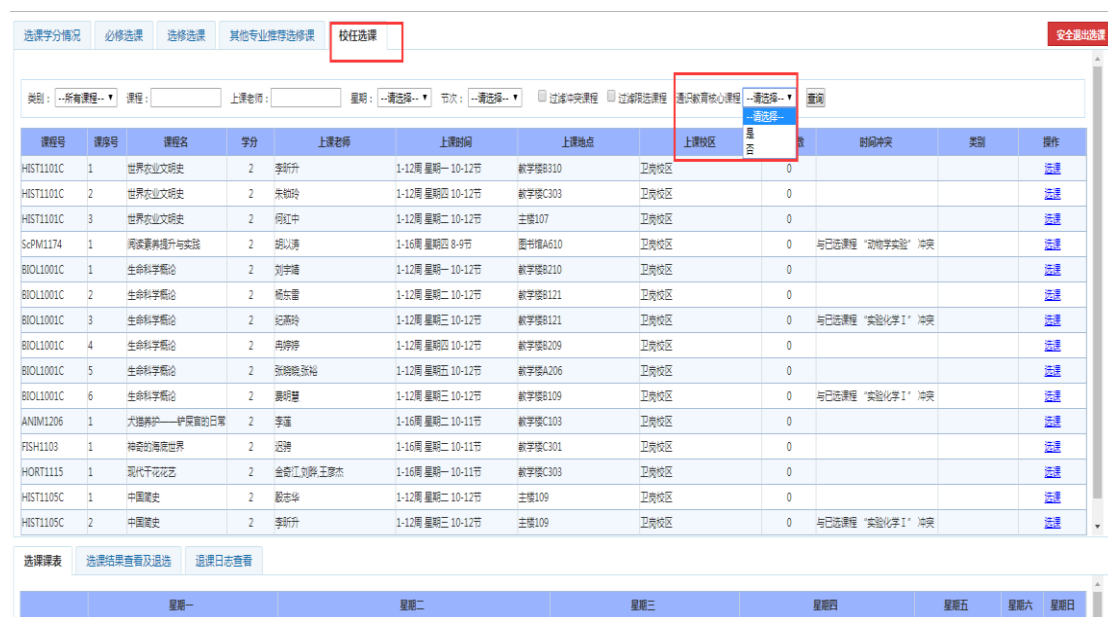 选课学分情况 必修选课 选修选课 其他专业推荐选修课 校任选课 安全退出选课
类别： --所有课程-- 课程： 上课老师： 星期： --请选择-- 节次： --请选择-- 过滤冲突课程 过滤限选课程 通识教育核心课程 --请选择-- 查询
--请选择--
是
否
课程号 课序号 课程名 学分 上课老师 上课时间 上课地点 上课校区 数 时间冲突 类别 操作
HIST1101C 1 世界农业文明史 2 李昕升 1-12周 星期一 10-12节 教学楼B310 卫岗校区 0 选课
HIST1101C 2 世界农业文明史 2 朱锁玲 1-12周 星期四 10-12节 教学楼C303 卫岗校区 0 选课
HIST1101C 3 世界农业文明史 2 何红中 1-12周 星期二 10-12节 主楼107 卫岗校区 0 选课
ScPM1174 1 阅读素养提升与实践 2 胡以涛 1-16周 星期四 8-9节 图书馆A610 卫岗校区 0 与已选课程 “动物学实验” 冲突 选课
BIOL1001C 1 生命科学概论 2 1-12周 星期一 10-12节 教学楼B210 卫岗校区 0 选课
BIOL1001C 2 生命科学概论 2 杨东雷 1-12周 星期二 10-12节 教学楼B121 卫岗校区 0 选课
BIOL1001C 3 生命科学概论 2 纪燕玲 1-12周 星期三 10-12节 教学楼B121 卫岗校区 0 与已选课程 “实验化学Ⅰ” 冲突 选课
BIOL1001C 4 生命科学概论 2 冉婷婷 1-12周 星期四 10-12节 教学楼B209 卫岗校区 0 选课
BIOL1001C 5 生命科学概论 2 张晓晓,张裕 1-12周 星期五 10-12节 教学楼A206 卫岗校区 0 选课
BIOL1001C 6 生命科学概论 2 1-12周 星期三 10-12节 教学楼B109 卫岗校区 0 与已选课程 “实验化学Ⅰ” 冲突 选课
ANIM1206 1 犬猫养护——铲屎官的日常 2 李莲 1-16周 星期二 10-11节 教学楼C103 卫岗校区 0 选课
FISH1103 1 神奇的海底世界 2 迟骋 1-16周 星期二 10-11节 教学楼C301 卫岗校区 0 选课
HORT1115 1 现代干花花艺 2 金奇江,刘晔,王彦杰 1-16周 星期一 10-11节 教学楼C303 卫岗校区 0 选课
HIST1105C 1 中国简史 2 殷志华 1-12周 星期二 10-12节 主楼109 卫岗校区 0 选课
HIST1105C 2 中国简史 2 李昕升 1-12周 星期三 10-12节 主楼109 卫岗校区 0 与已选课程 “实验化学Ⅰ” 冲突 选课
选课课表 选课结果查看及退选 退课日志查看
星期一 星期二 星期三 星期四 星期五 星期六 星期日